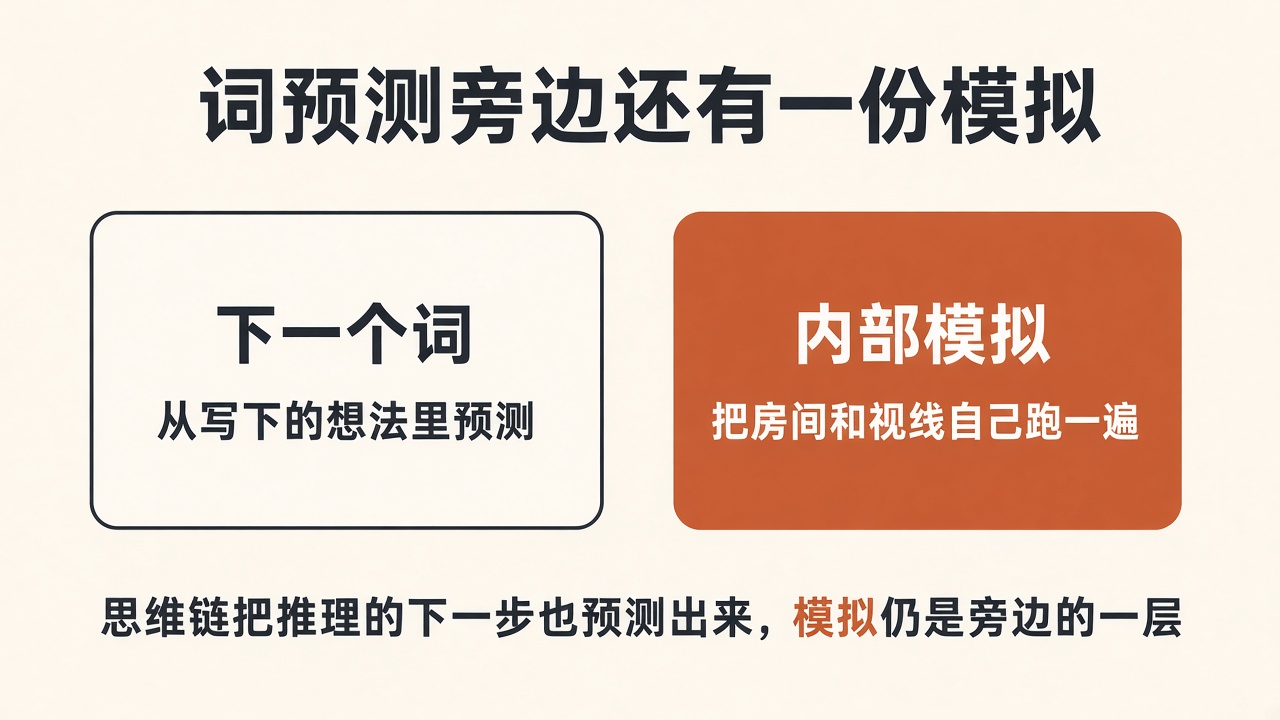 词预测旁边还有一份模拟
下一个词
从写下的想法里预测
内部模拟
把房间和视线自己跑一遍
思维链把推理的下一步也预测出来，模拟仍是旁边的一层